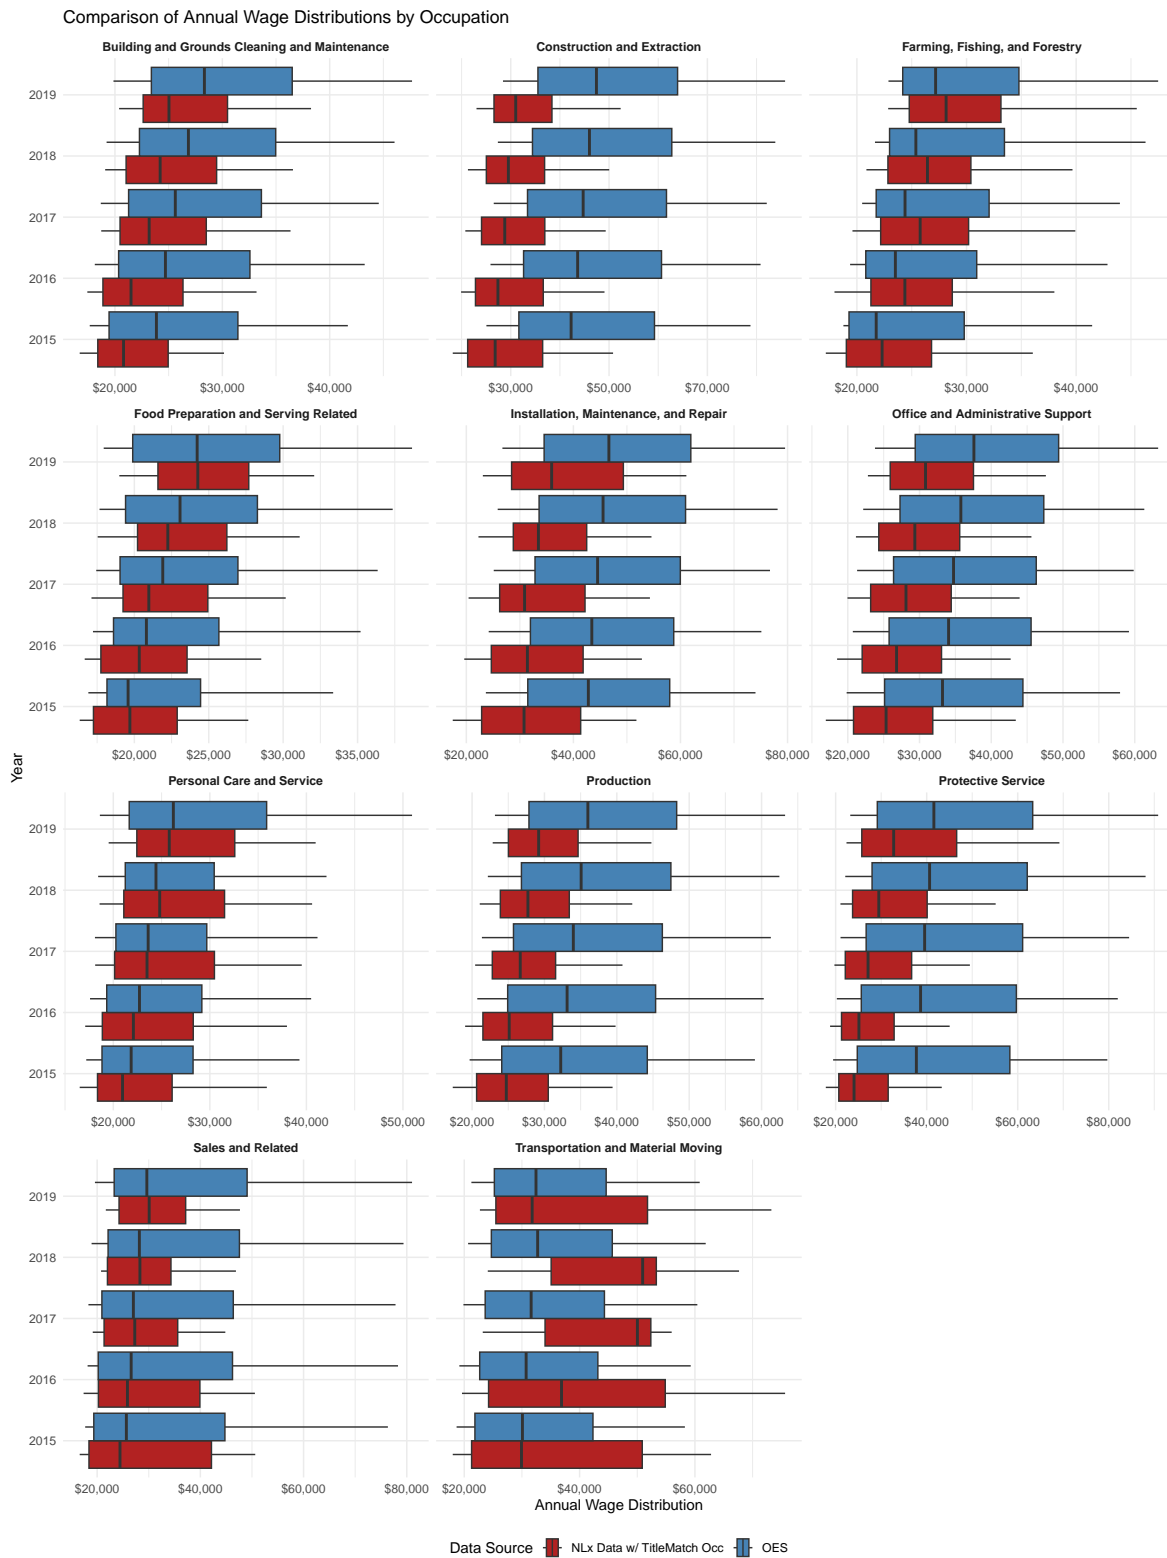 Comparison of Annual Wage Distributions by Occupation
Building and Grounds Cleaning and Maintenance
Construction and Extraction
Farming, Fishing, and Forestry
2019
2018
2017
2016
2015
$20,000 $30,000 $40,000
$30,000 $50,000 $70,000
$20,000 $30,000 $40,000
Food Preparation and Serving Related
Installation, Maintenance, and Repair
Office and Administrative Support
2019
2018
2017
2016
2015
$20,000 $25,000 $30,000 $35,000
$20,000 $40,000 $60,000 $80,000
$20,000 $30,000 $40,000 $50,000 $60,000
Year
Personal Care and Service
Production
Protective Service
2019
2018
2017
2016
2015
$20,000 $30,000 $40,000 $50,000
$20,000 $30,000 $40,000 $50,000 $60,000
$20,000 $40,000 $60,000 $80,000
Sales and Related
Transportation and Material Moving
2019
2018
2017
2016
2015
$20,000 $40,000 $60,000 $80,000
$20,000 $40,000 $60,000
Annual Wage Distribution
Data Source NLx Data w/ TitleMatch Occ OES